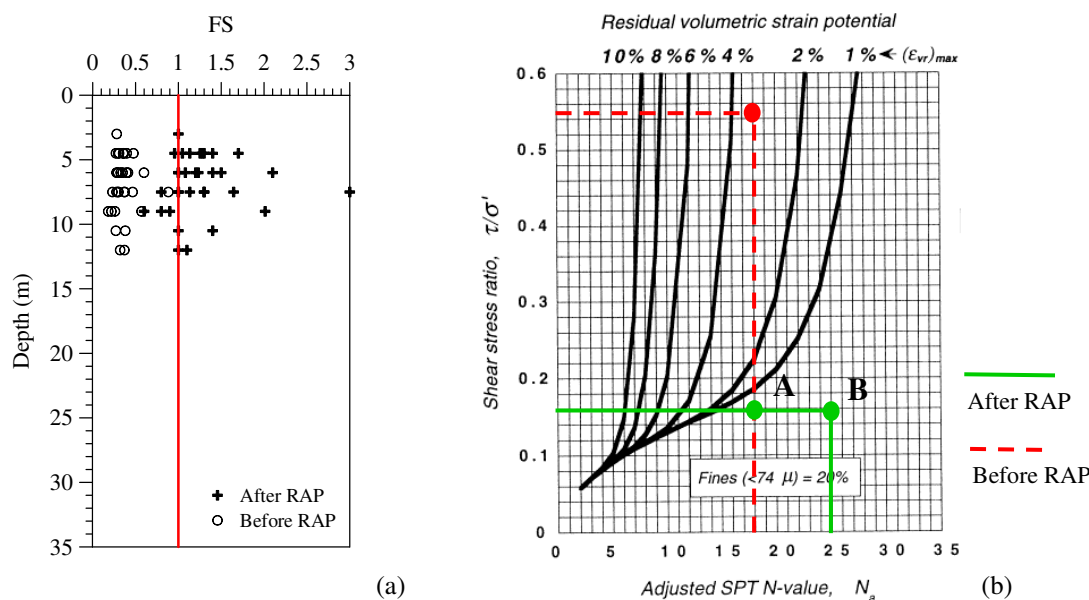 FS
0 0.5 1 1.5 2 2.5 3
0
5
10
15
20
25
30
35
Depth (m)
After RAP
Before RAP
(a)
Residual volumetric strain potential
10% 8% 6% 4% 2% 1% ← (εvr)max
0.6
0.5
0.4
0.3
0.2
0.1
0
Shear stress ratio, τ/σ'
A B
Fines (<74 μ) = 20%
0 5 10 15 20 25 30 35
Adjusted SPT N-value, Na
(b)
After RAP
Before RAP